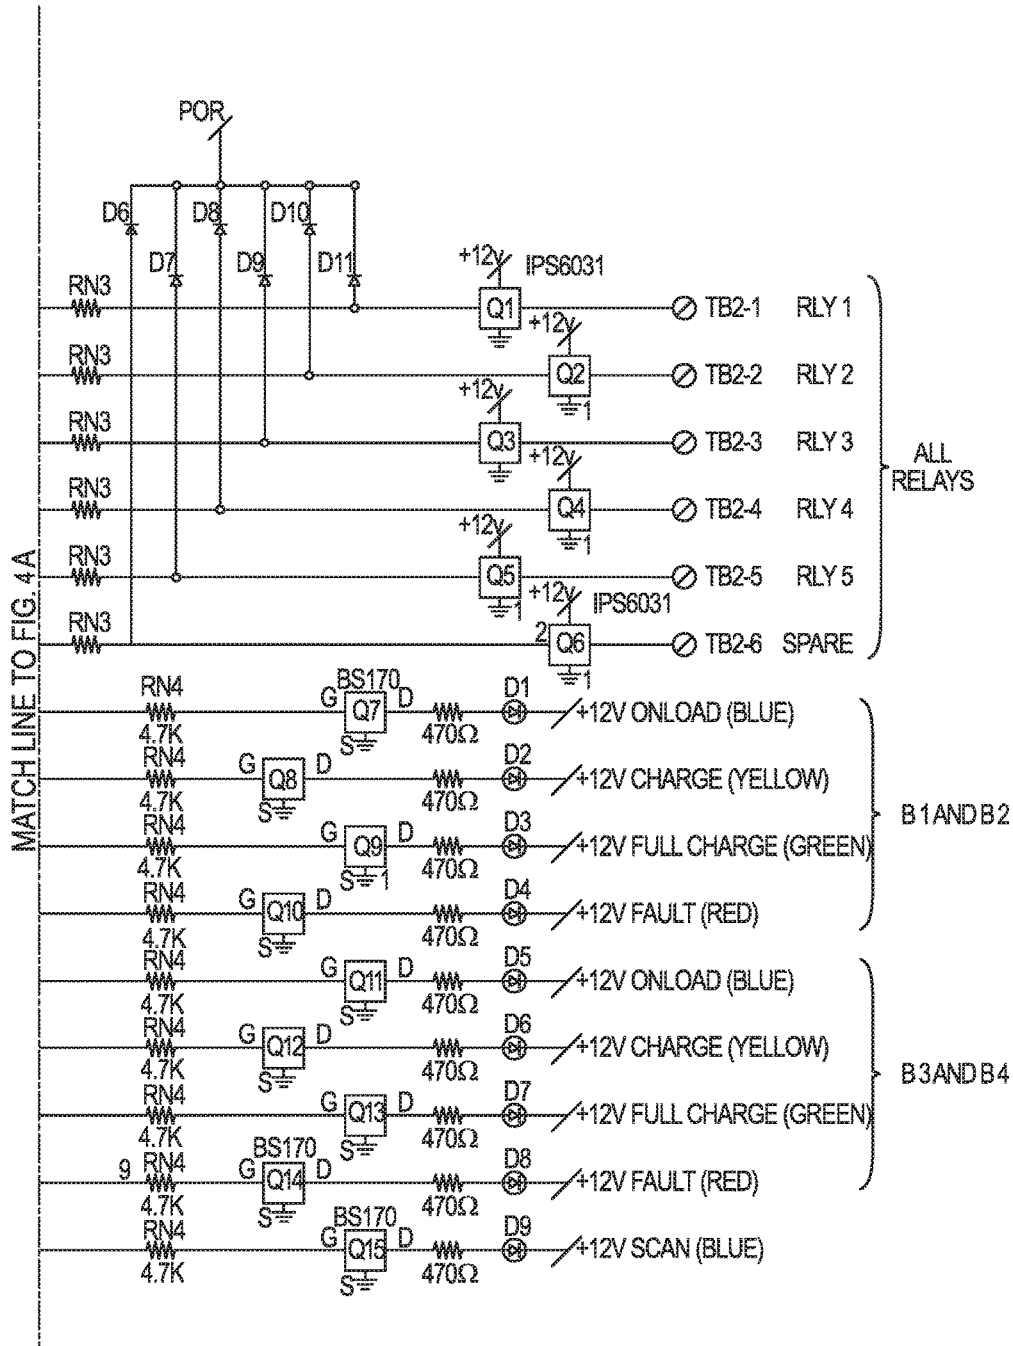 POR
D6
D8
D10
D7
D9
D11
+12v
IPS6031
RN3
Q1
TB2-1
RLY 1
+12v
RN3
Q2
1
TB2-2
RLY 2
+12v
RN3
Q3
TB2-3
RLY 3
+12v
RN3
Q4
1
TB2-4
RLY 4
+12v
RN3
Q5
1
TB2-5
RLY 5
+12v
IPS6031
RN3
2
Q6
1
TB2-6
SPARE
ALL
RELAYS
MATCH LINE TO FIG. 4A
RN4
4.7K
G
BS170
Q7
D
S
470Ω
D1
+12V ONLOAD (BLUE)
RN4
4.7K
G
Q8
D
S
470Ω
D2
+12V CHARGE (YELLOW)
RN4
4.7K
G
Q9
D
S
1
470Ω
D3
+12V FULL CHARGE (GREEN)
RN4
4.7K
G
Q10
D
S
470Ω
D4
+12V FAULT (RED)
B1 AND B2
RN4
4.7K
G
Q11
D
S
470Ω
D5
+12V ONLOAD (BLUE)
RN4
4.7K
G
Q12
D
S
470Ω
D6
+12V CHARGE (YELLOW)
RN4
4.7K
G
Q13
D
S
470Ω
D7
+12V FULL CHARGE (GREEN)
9
RN4
4.7K
G
BS170
Q14
D
S
470Ω
D8
+12V FAULT (RED)
B3 AND B4
RN4
4.7K
G
BS170
Q15
D
S
470Ω
D9
+12V SCAN (BLUE)